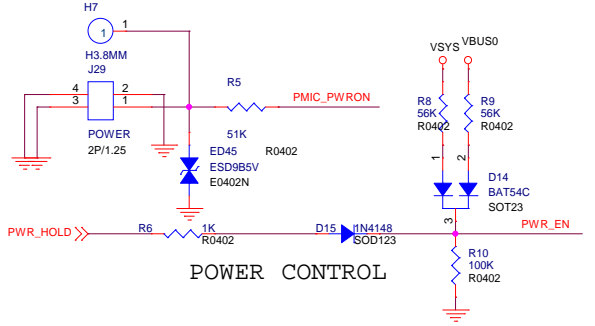 H7
1
1
H3.8MM
J29
4
2
3
1
POWER
2P/1.25
R5
51K
R0402
PMIC_PWRON
ED45
ESD9B5V
E0402N
VSYS
VBUS0
R8
56K
R0402
R9
56K
R0402
1
2
D14
BAT54C
SOT23
3
PWR_HOLD
R6
1K
R0402
D15
1N4148
SOD123
PWR_EN
R10
100K
R0402
POWER CONTROL